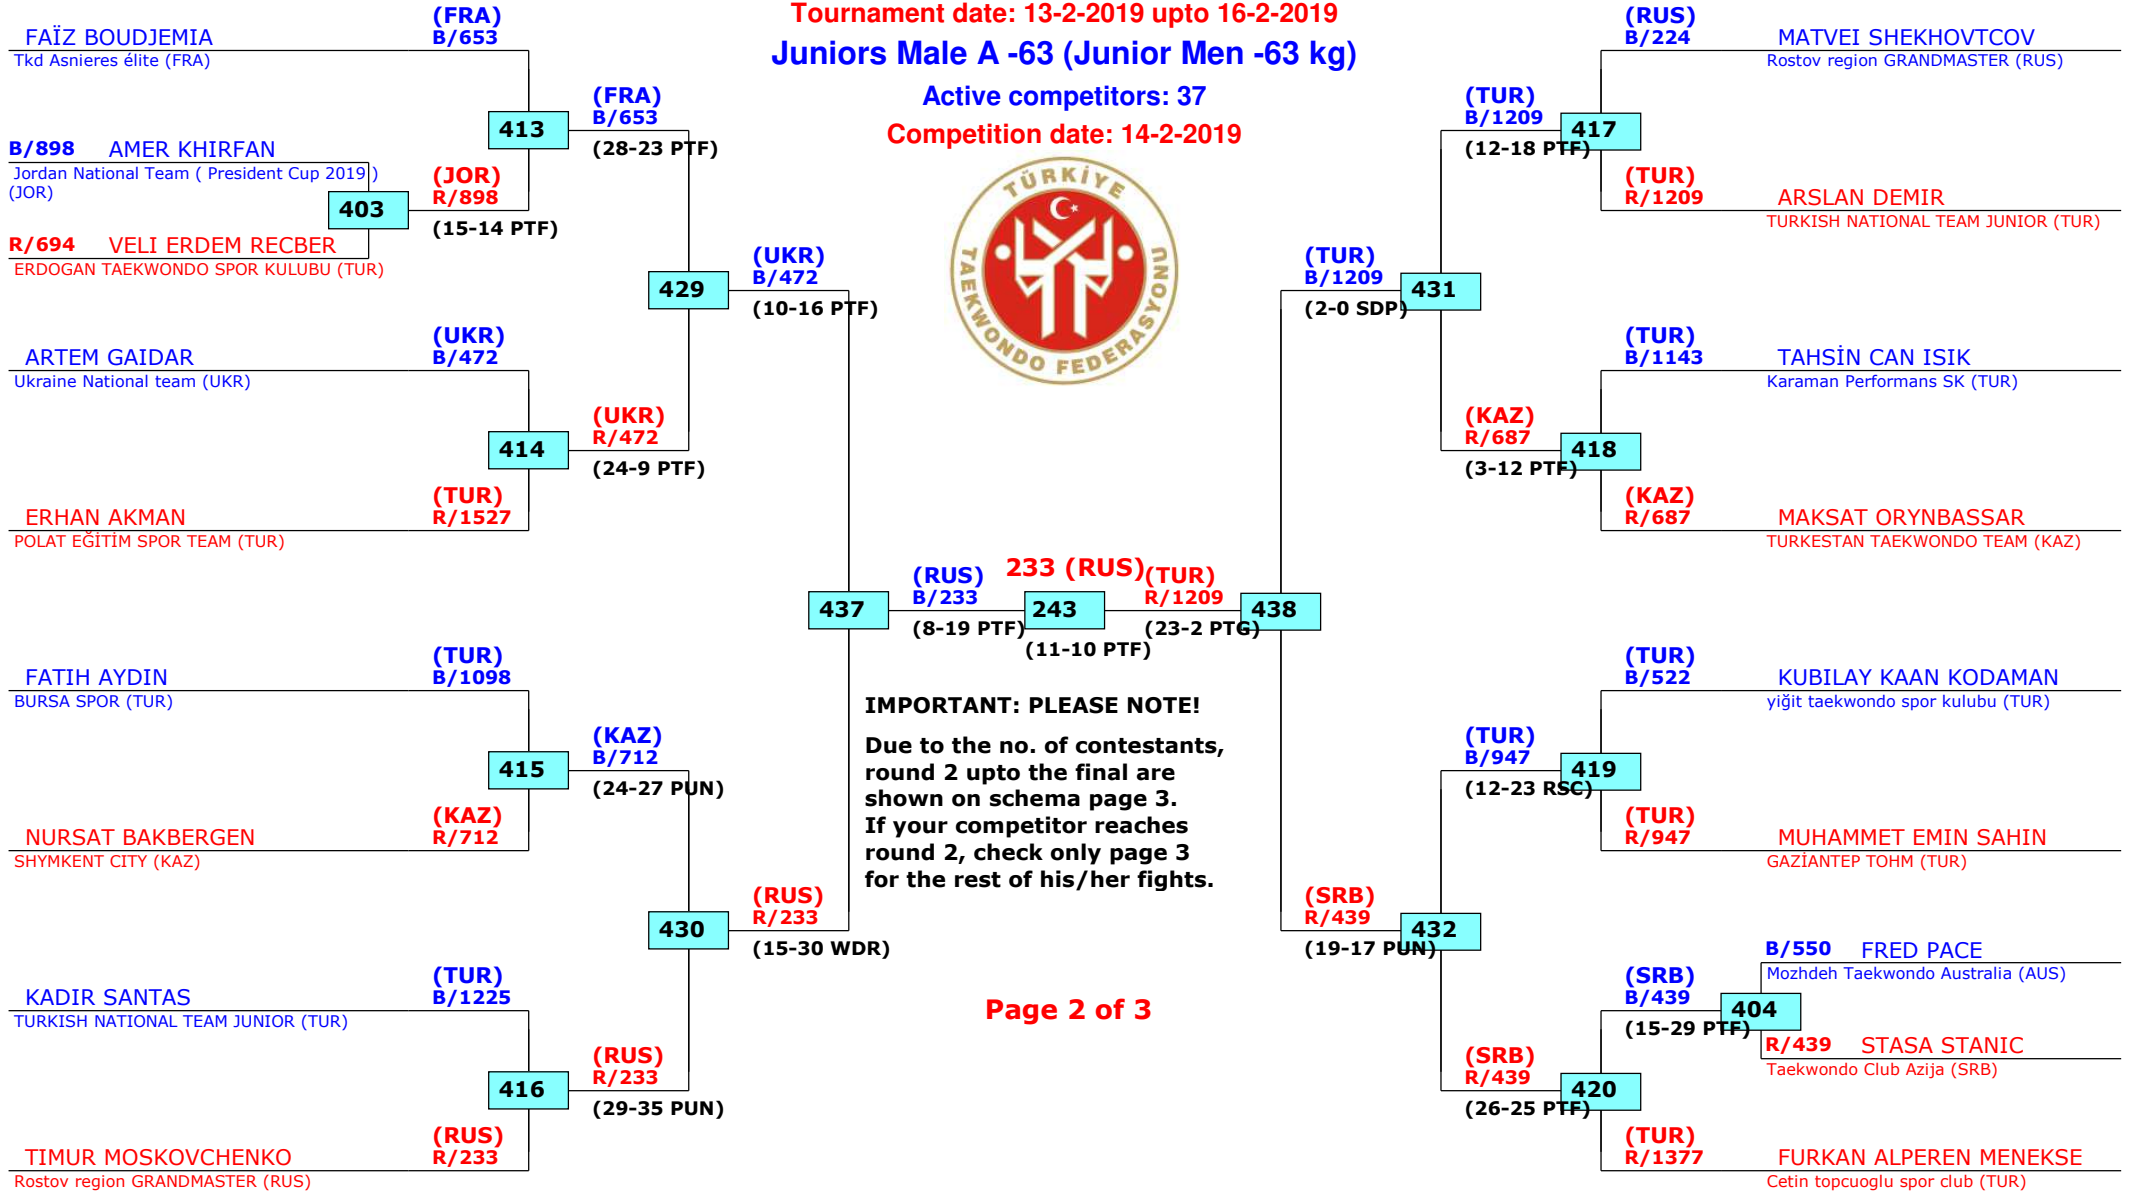 Tournament date: 13-2-2019 upto 16-2-2019
Juniors Male A -63 (Junior Men -63 kg)
Active competitors: 37
Competition date: 14-2-2019
TÜRKİYE
TAEKWONDO FEDERASYONU
(FRA)
FAÏZ BOUDJEMIA B/653
Tkd Asnieres élite (FRA)
(FRA)
413 B/653
(28-23 PTF)
B/898 AMER KHIRFAN
Jordan National Team ( President Cup 2019 )
(JOR)
(JOR)
403 R/898
(15-14 PTF)
R/694 VELI ERDEM RECBER
ERDOGAN TAEKWONDO SPOR KULUBU (TUR)
(UKR)
429 B/472
(10-16 PTF)
(UKR)
ARTEM GAIDAR B/472
Ukraine National team (UKR)
(UKR)
414 R/472
(24-9 PTF)
(TUR)
ERHAN AKMAN R/1527
POLAT EĞİTİM SPOR TEAM (TUR)
(RUS)
437 B/233
(8-19 PTF)
233 (RUS)
243
(11-10 PTF)
(TUR)
R/1209 438
(23-2 PTG)
(TUR)
FATIH AYDIN B/1098
BURSA SPOR (TUR)
(KAZ)
415 B/712
(24-27 PUN)
(KAZ)
NURSAT BAKBERGEN R/712
SHYMKENT CITY (KAZ)
(RUS)
430 R/233
(15-30 WDR)
(TUR)
KADIR SANTAS B/1225
TURKISH NATIONAL TEAM JUNIOR (TUR)
(RUS)
416 R/233
(29-35 PUN)
(RUS)
TIMUR MOSKOVCHENKO R/233
Rostov region GRANDMASTER (RUS)
IMPORTANT: PLEASE NOTE!
Due to the no. of contestants,
round 2 upto the final are
shown on schema page 3.
If your competitor reaches
round 2, check only page 3
for the rest of his/her fights.
Page 2 of 3
(RUS)
B/224 MATVEI SHEKHOVTCOV
Rostov region GRANDMASTER (RUS)
(TUR)
B/1209 417
(12-18 PTF)
(TUR)
R/1209 ARSLAN DEMIR
TURKISH NATIONAL TEAM JUNIOR (TUR)
(TUR)
B/1209 431
(2-0 SDP)
(TUR)
B/1143 TAHSİN CAN ISIK
Karaman Performans SK (TUR)
(KAZ)
R/687 418
(3-12 PTF)
(KAZ)
R/687 MAKSAT ORYNBASSAR
TURKESTAN TAEKWONDO TEAM (KAZ)
(TUR)
B/522 KUBILAY KAAN KODAMAN
yiğit taekwondo spor kulubu (TUR)
(TUR)
B/947 419
(12-23 RSC)
(TUR)
R/947 MUHAMMET EMIN SAHIN
GAZİANTEP TOHM (TUR)
(SRB)
R/439 432
(19-17 PUN)
B/550 FRED PACE
Mozhdeh Taekwondo Australia (AUS)
(SRB)
B/439 404
(15-29 PTF)
R/439 STASA STANIC
Taekwondo Club Azija (SRB)
(SRB)
R/439 420
(26-25 PTF)
(TUR)
R/1377 FURKAN ALPEREN MENEKSE
Cetin topcuoglu spor club (TUR)